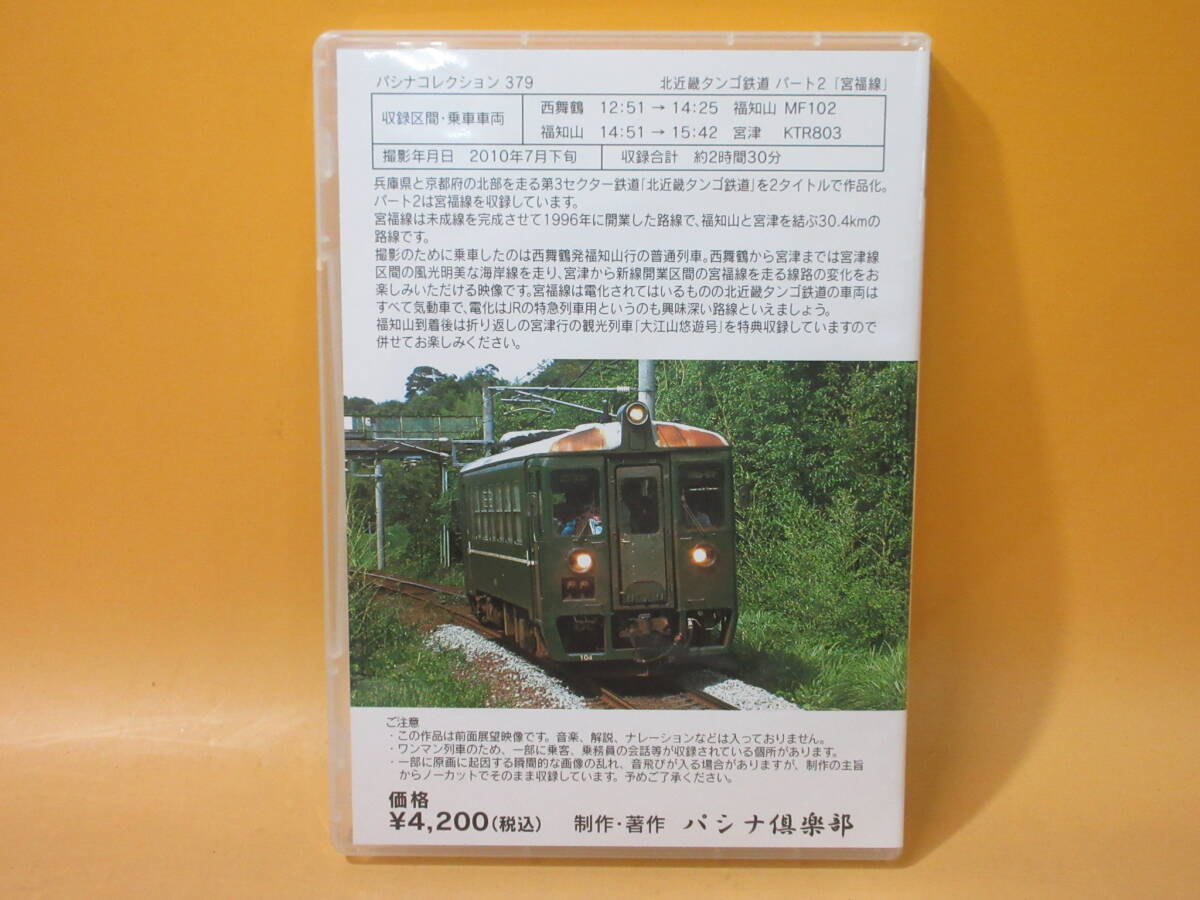 パシナコレクション 379 北近畿タンゴ鉄道 パート2「宮福線」
収録区間・乗車車両
西舞鶴 12:51 → 14:25 福知山 MF102
福知山 14:51 → 15:42 宮津 KTR803
撮影年月日 2010年7月下旬 収録合計 約2時間30分
兵庫県と京都府の北部を走る第3セクター鉄道「北近畿タンゴ鉄道」を2タイトルで作品化。
パート2は宮福線を収録しています。
宮福線は未成線を完成させて1996年に開業した路線で、福知山と宮津を結ぶ30.4kmの
路線です。
撮影のために乗車したのは西舞鶴発福知山行の普通列車。西舞鶴から宮津までは宮津線
区間の風光明美な海岸線を走り、宮津から新線開業区間の宮福線を走る線路の変化をお
楽しみいただける映像です。宮福線は電化されてはいるものの北近畿タンゴ鉄道の車両は
すべて気動車で、電化はJRの特急列車用というのも興味深い路線といえましょう。
福知山到着後は折り返しの宮津行の観光列車「大江山悠遊号」を特典収録していますので
併せてお楽しみください。
104
ご注意
・この作品は前面展望映像です。音楽、解説、ナレーションなどは入っておりません。
・ワンマン列車のため、一部に乗客、乗務員の会話等が収録されている個所があります。
・一部に原画に起因する瞬間的な画像の乱れ、音飛びが入る場合がありますが、制作の主旨
からノーカットでそのまま収録しています。予めご了承ください。
価格
¥4,200(税込) 制作・著作 パシナ倶楽部